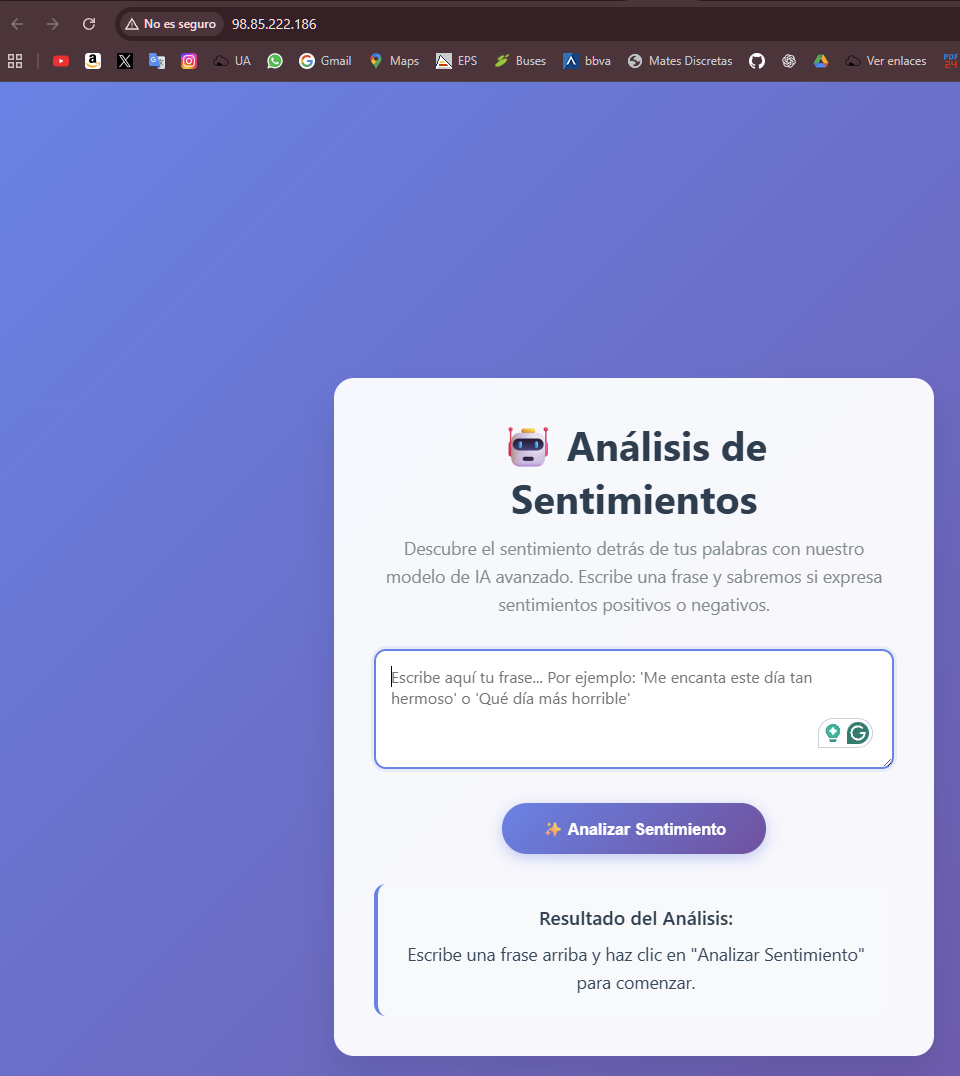 No es seguro 98.85.222.186
UA Gmail Maps EPS Buses bbva Mates Discretas Ver enlaces PDF 24
Análisis de
Sentimientos
Descubre el sentimiento detrás de tus palabras con nuestro
modelo de IA avanzado. Escribe una frase y sabremos si expresa
sentimientos positivos o negativos.
Escribe aquí tu frase... Por ejemplo: 'Me encanta este día tan
hermoso' o 'Qué día más horrible'
✨ Analizar Sentimiento
Resultado del Análisis:
Escribe una frase arriba y haz clic en "Analizar Sentimiento"
para comenzar.